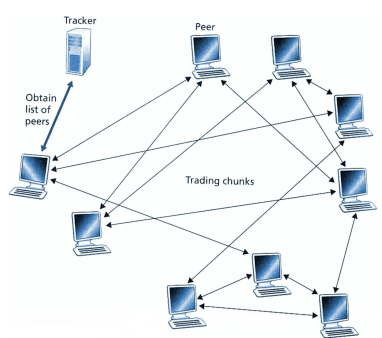 Tracker
Peer
Obtain
list of
peers
Trading chunks